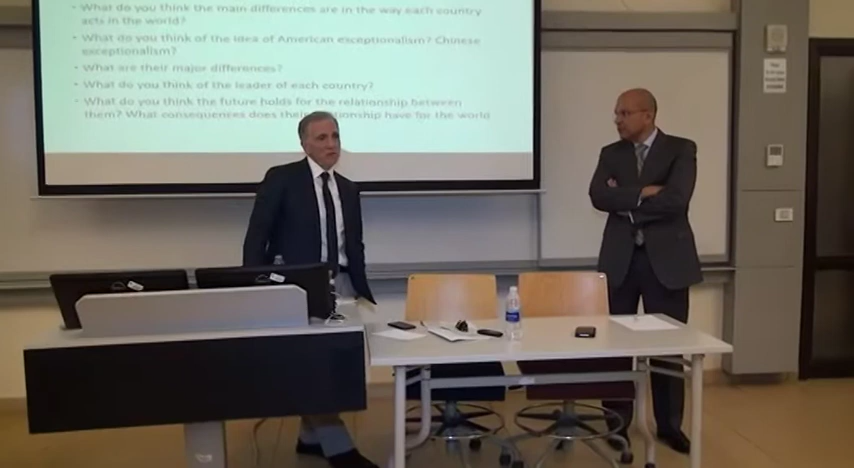 • What do you think the main differences are in the way each country
acts in the world?
• What do you think of the idea of American exceptionalism? Chinese
exceptionalism?
• What are their major differences?
• What do you think of the leader of each country?
• What do you think the future holds for the relationship between
them? What consequences does their relationship have for the world